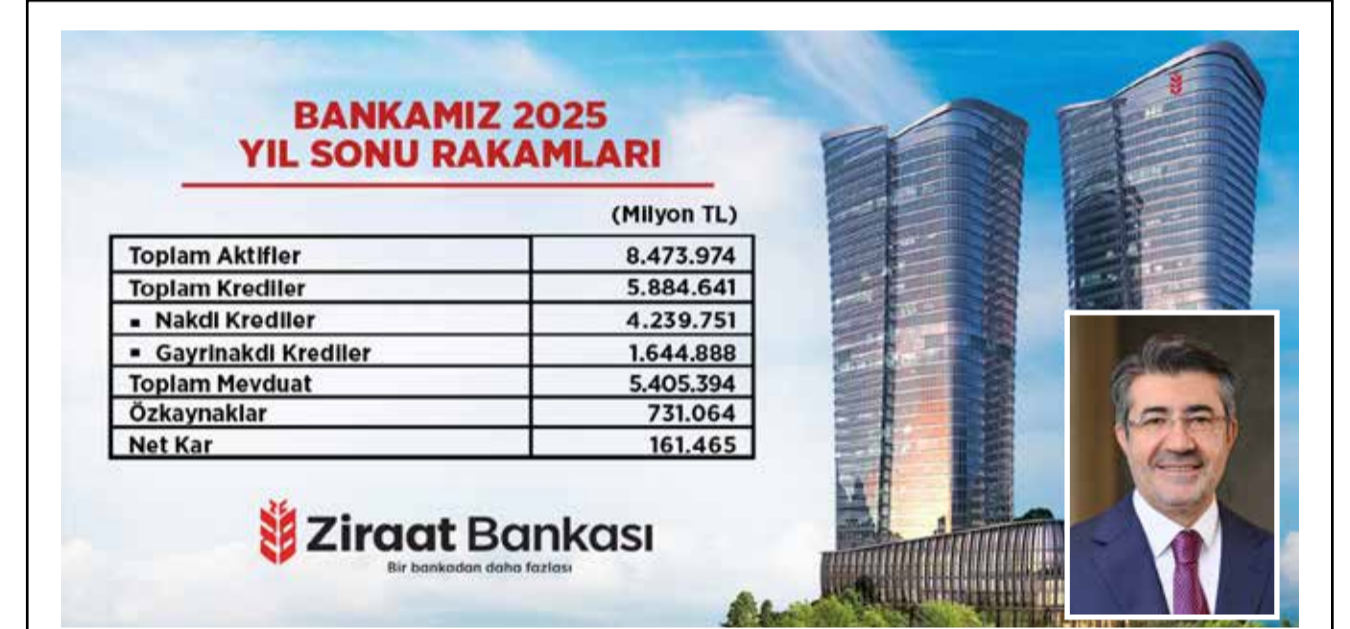 BANKAMIZ 2025
YIL SONU RAKAMLARI
(Milyon TL)
Toplam Aktifler 8.473.974
Toplam Krediler 5.884.641
▪ Nakdi Krediler 4.239.751
▪ Gayrinakdi Krediler 1.644.888
Toplam Mevduat 5.405.394
Özkaynaklar 731.064
Net Kar 161.465
Ziraat Bankası
Bir bankadan daha fazlası